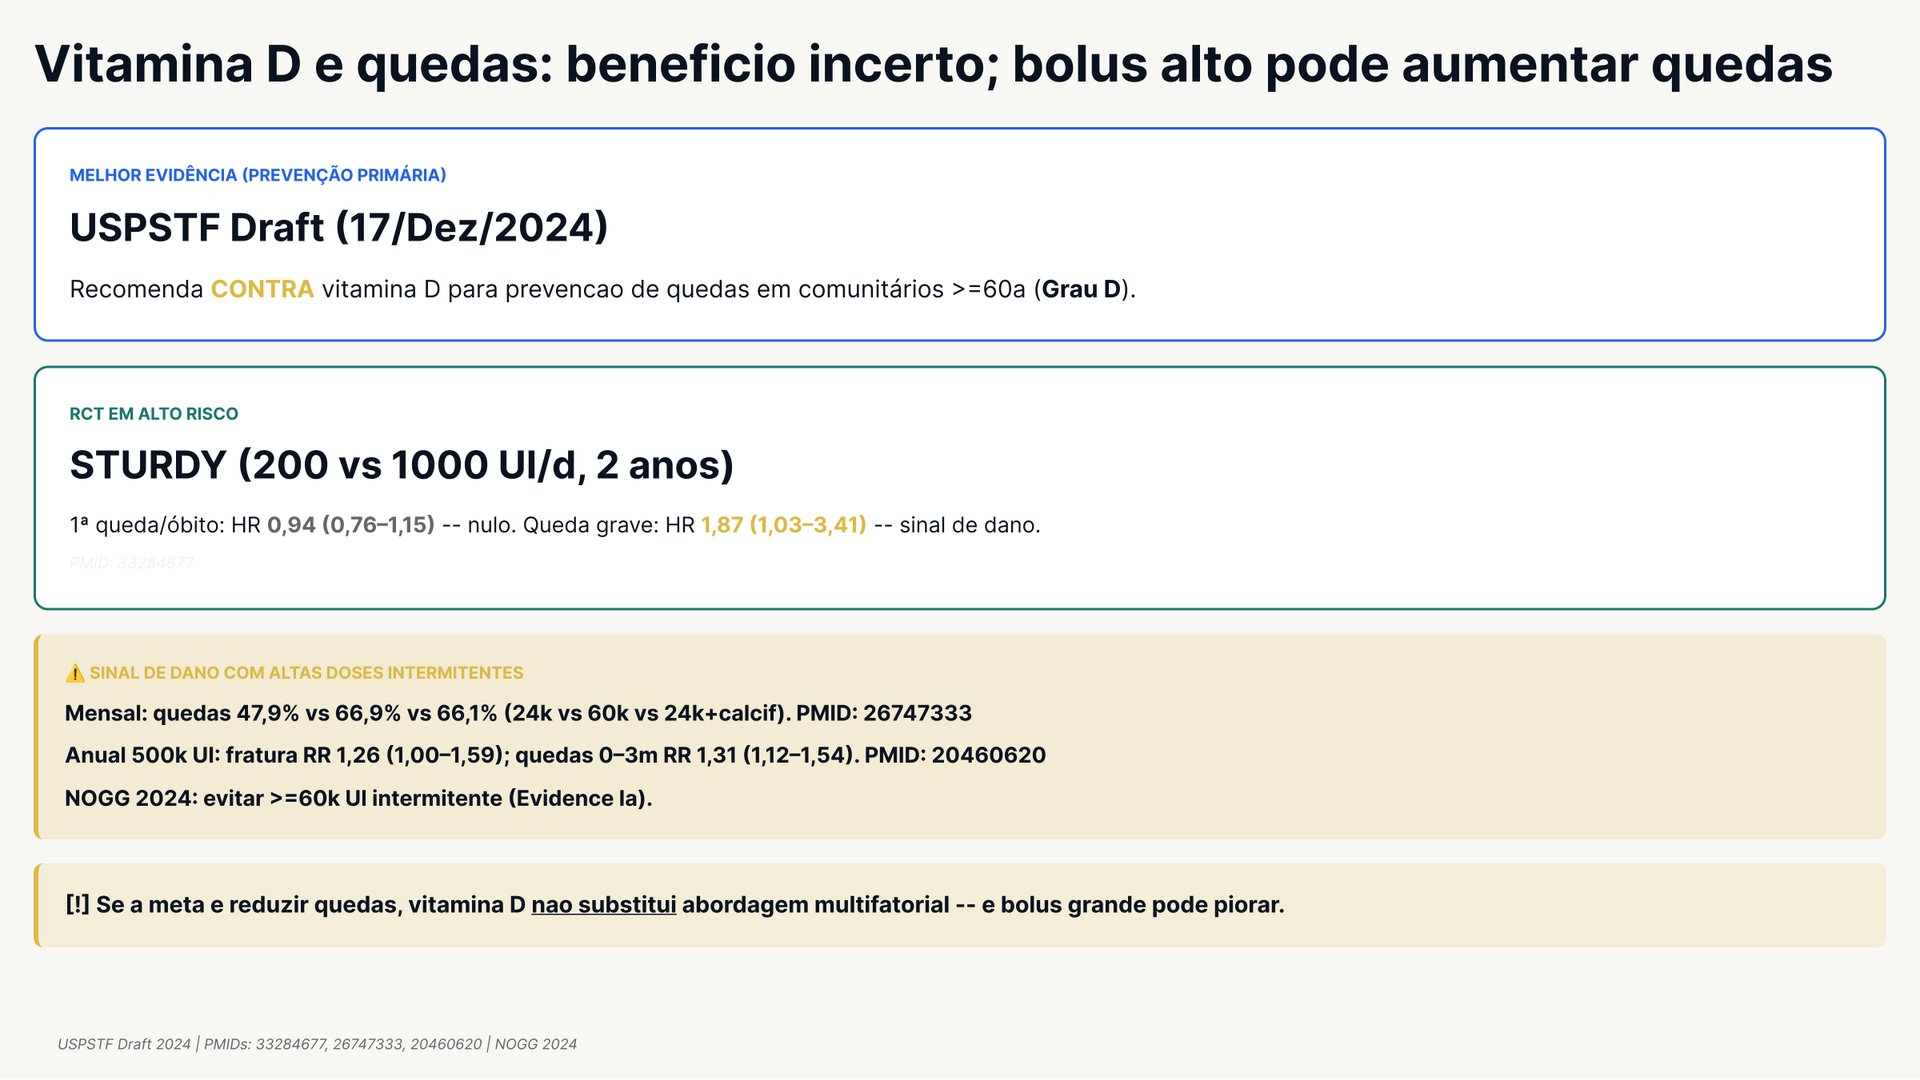 Vitamina D e quedas: beneficio incerto; bolus alto pode aumentar quedas
MELHOR EVIDÊNCIA (PREVENÇÃO PRIMÁRIA)
USPSTF Draft (17/Dez/2024)
Recomenda CONTRA vitamina D para prevencao de quedas em comunitários >=60a (Grau D).
RCT EM ALTO RISCO
STURDY (200 vs 1000 UI/d, 2 anos)
1ª queda/óbito: HR 0,94 (0,76–1,15) -- nulo. Queda grave: HR 1,87 (1,03–3,41) -- sinal de dano.
PMID: 33284677
⚠️ SINAL DE DANO COM ALTAS DOSES INTERMITENTES
Mensal: quedas 47,9% vs 66,9% vs 66,1% (24k vs 60k vs 24k+calcif). PMID: 26747333
Anual 500k UI: fratura RR 1,26 (1,00–1,59); quedas 0–3m RR 1,31 (1,12–1,54). PMID: 20460620
NOGG 2024: evitar >=60k UI intermitente (Evidence Ia).
[!] Se a meta e reduzir quedas, vitamina D nao substitui abordagem multifatorial -- e bolus grande pode piorar.
USPSTF Draft 2024 | PMIDs: 33284677, 26747333, 20460620 | NOGG 2024